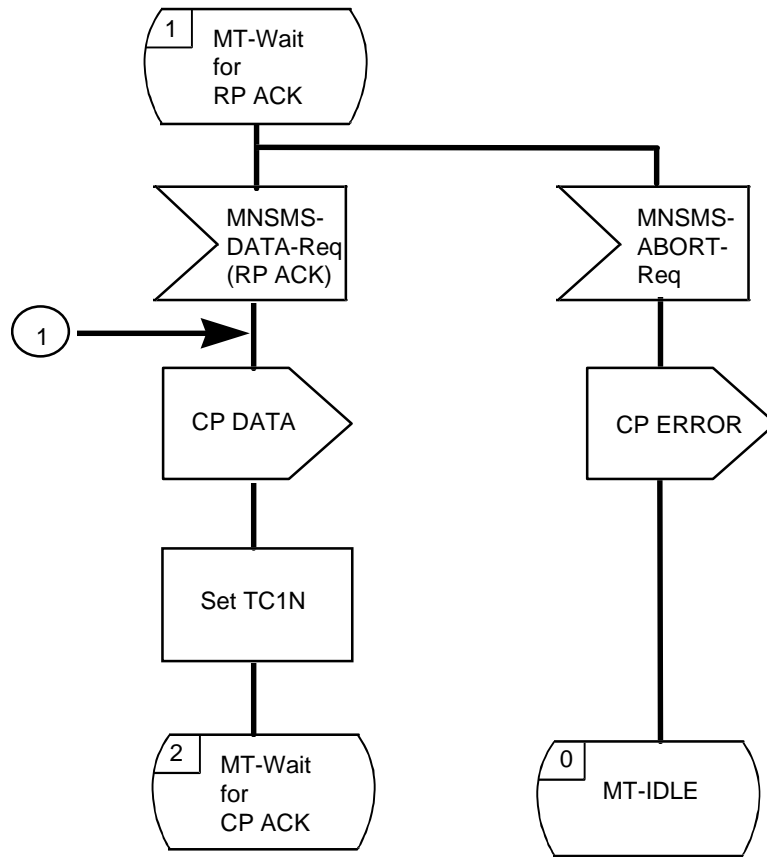 1
MT-Wait
for
RP ACK
MNSMS-
DATA-Req
(RP ACK)
MNSMS-
ABORT-
Req
1
CP DATA
CP ERROR
Set TC1N
2
MT-Wait
for
CP ACK
0
MT-IDLE